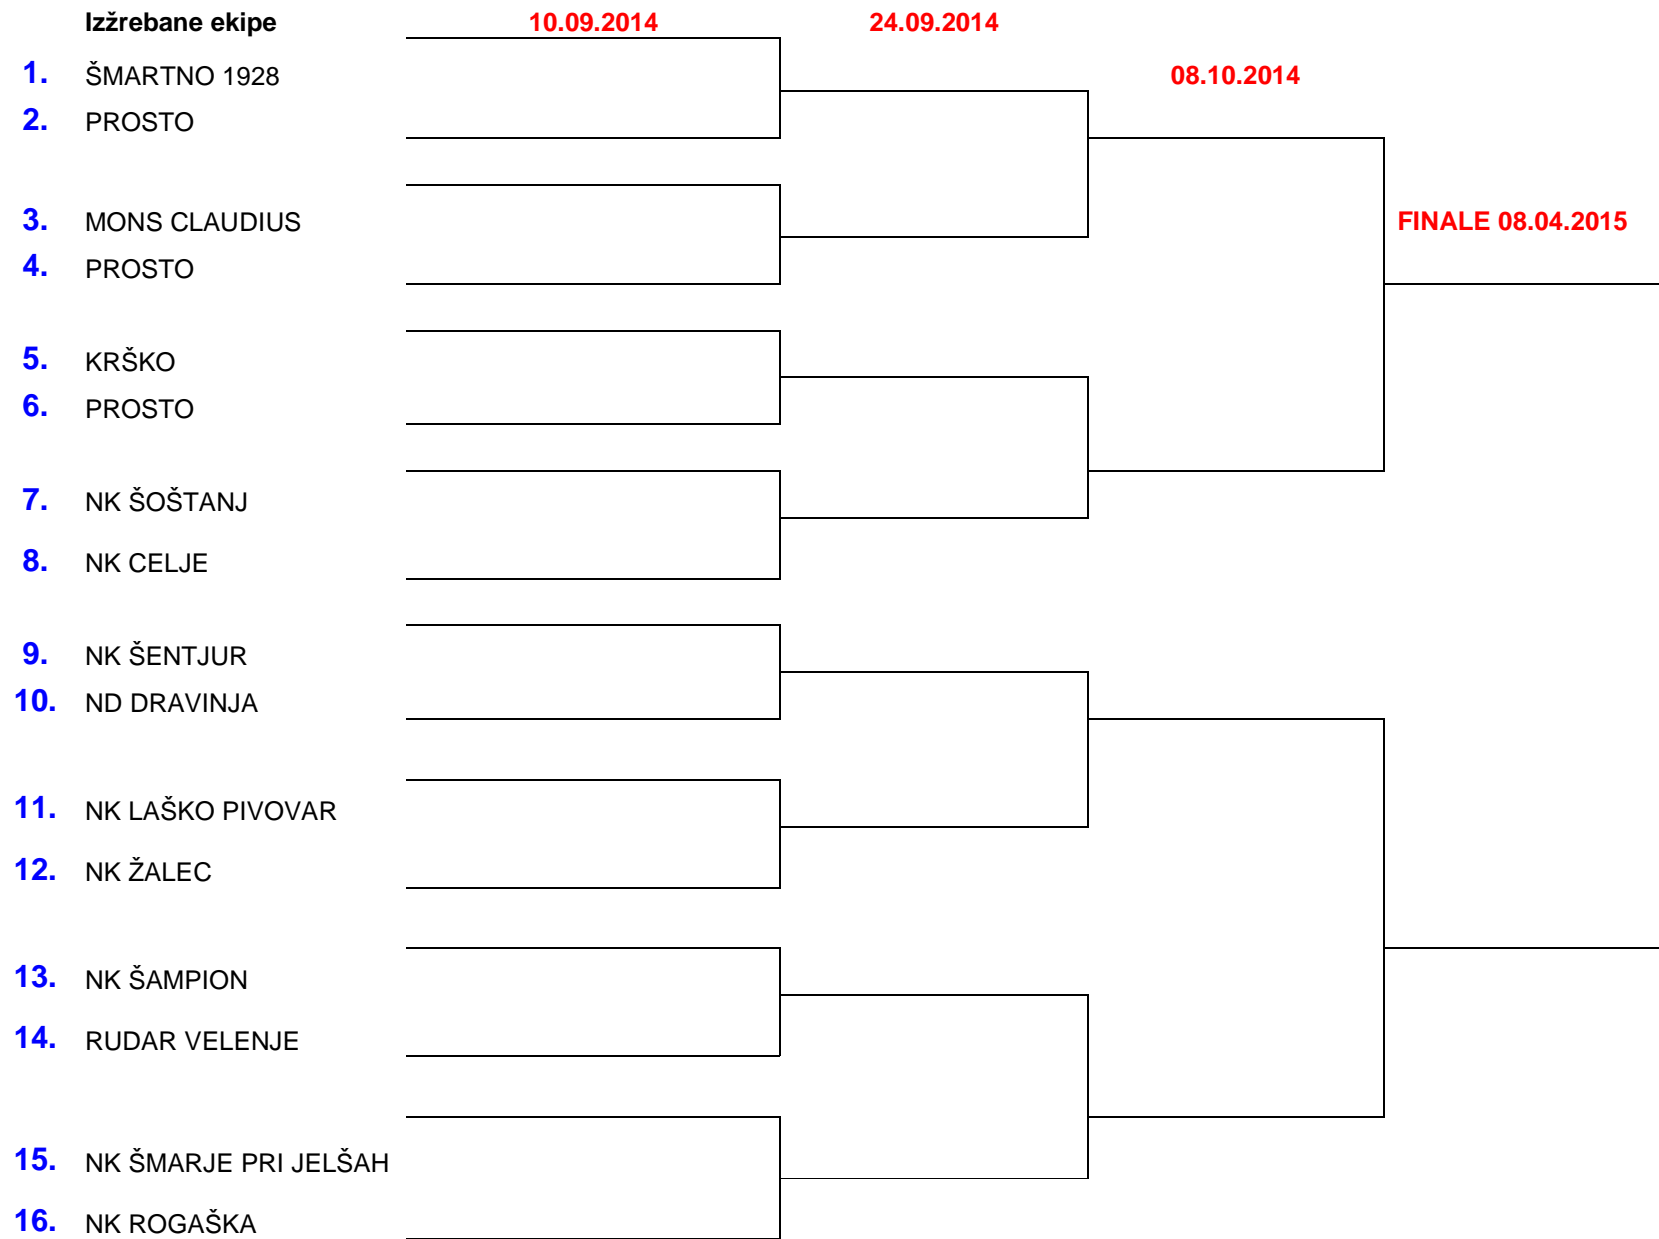 Izžrebane ekipe 10.09.2014 24.09.2014
1. ŠMARTNO 1928 08.10.2014
2. PROSTO
3. MONS CLAUDIUS FINALE 08.04.2015
4. PROSTO
5. KRŠKO
6. PROSTO
7. NK ŠOŠTANJ
8. NK CELJE
9. NK ŠENTJUR
10. ND DRAVINJA
11. NK LAŠKO PIVOVAR
12. NK ŽALEC
13. NK ŠAMPION
14. RUDAR VELENJE
15. NK ŠMARJE PRI JELŠAH
16. NK ROGAŠKA